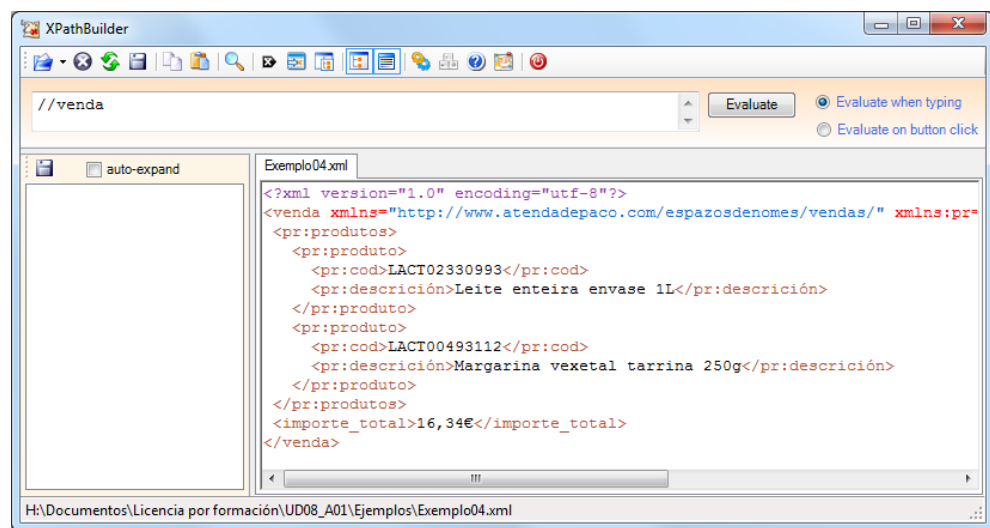 XPathBuilder
//venda
Evaluate
Evaluate when typing
Evaluate on button click
auto-expand
Exemplo04.xml
<?xml version="1.0" encoding="utf-8"?>
<venda xmlns="http://www.atendadepaco.com/espazosdenomes/vendas/" xmlns:pr=
<pr:produtos>
<pr:produto>
<pr:cod>LACT02330993</pr:cod>
<pr:descrición>Leite enteira envase 1L</pr:descrición>
</pr:produto>
<pr:produto>
<pr:cod>LACT00493112</pr:cod>
<pr:descrición>Margarina vexetal tarrina 250g</pr:descrición>
</pr:produto>
</pr:produtos>
<importe_total>16,34€</importe_total>
</venda>
H:\Documentos\Licencia por formación\UD08_A01\Ejemplos\Exemplo04.xml